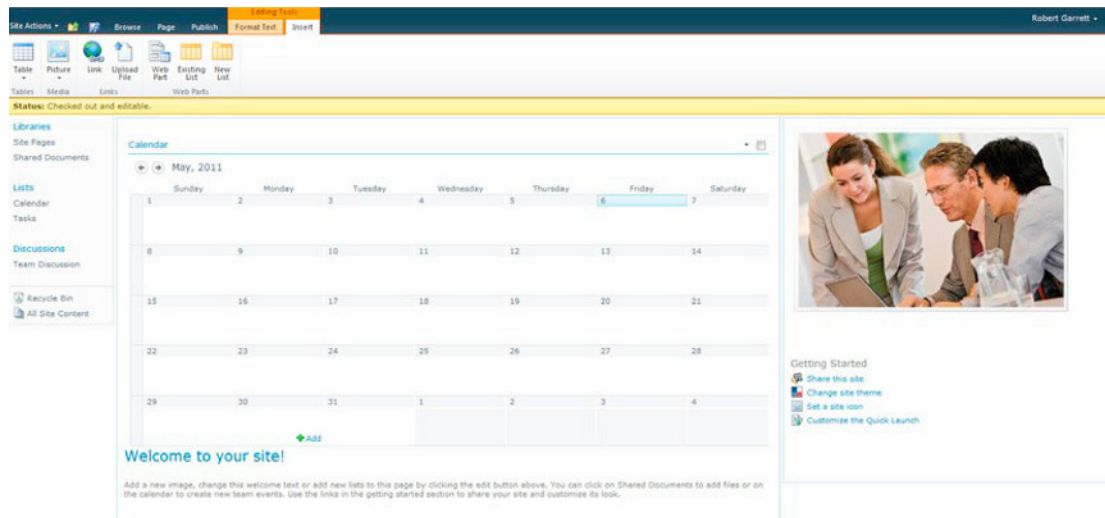 Editing Tools
Robert Garrett
Site Actions Browse Page Publish Format Text Insert
Table Picture Link Upload File Web Part Existing List New List
Tables Media Links Web Parts
Status: Checked out and editable.
Libraries
Site Pages
Shared Documents
Lists
Calendar
Tasks
Discussions
Team Discussion
Recycle Bin
All Site Content
Calendar
May, 2011
Sunday Monday Tuesday Wednesday Thursday Friday Saturday
1 2 3 4 5 6 7
8 9 10 11 12 13 14
15 16 17 18 19 20 21
22 23 24 25 26 27 28
29 30 31 1 2 3 4
Add
Welcome to your site!
Add a new image, change this welcome text or add new lists to this page by clicking the edit button above. You can click on Shared Documents to add files or on
the calendar to create new team events. Use the links in the getting started section to share your site and customize its look.
Getting Started
Share this site
Change site theme
Set a site icon
Customize the Quick Launch